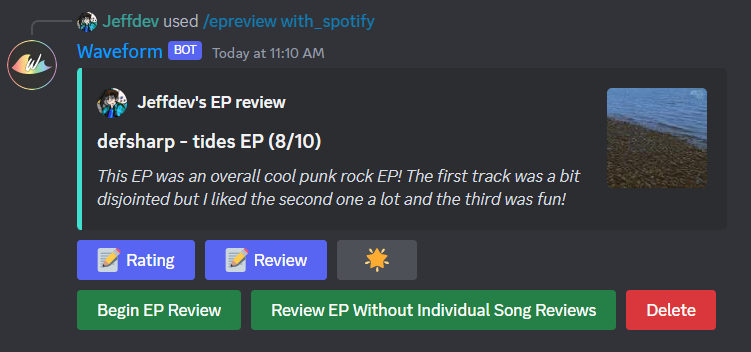 Jeffdev used /epreview with_spotify
Waveform BOT Today at 11:10 AM
W
Jeffdev's EP review
defsharp - tides EP (8/10)
This EP was an overall cool punk rock EP! The first track was a bit
disjointed but I liked the second one a lot and the third was fun!
Rating Review
Begin EP Review Review EP Without Individual Song Reviews Delete